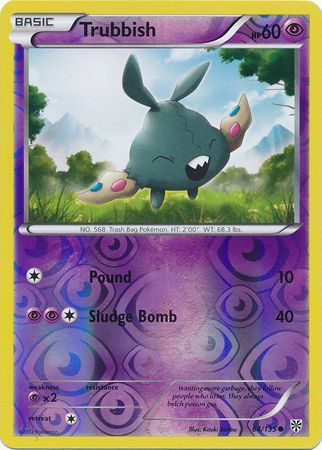 BASIC
Trubbish
HP60
NO. 568 Trash Bag Pokémon HT: 2'00" WT: 68.3 lbs.
Pound 10
Sludge Bomb 40
weakness resistance
×2
retreat
Wanting more garbage, they follow
people who litter. They always
belch poison gas.
©2012 Pokémon
Illus. Kouki Saitou
64/135